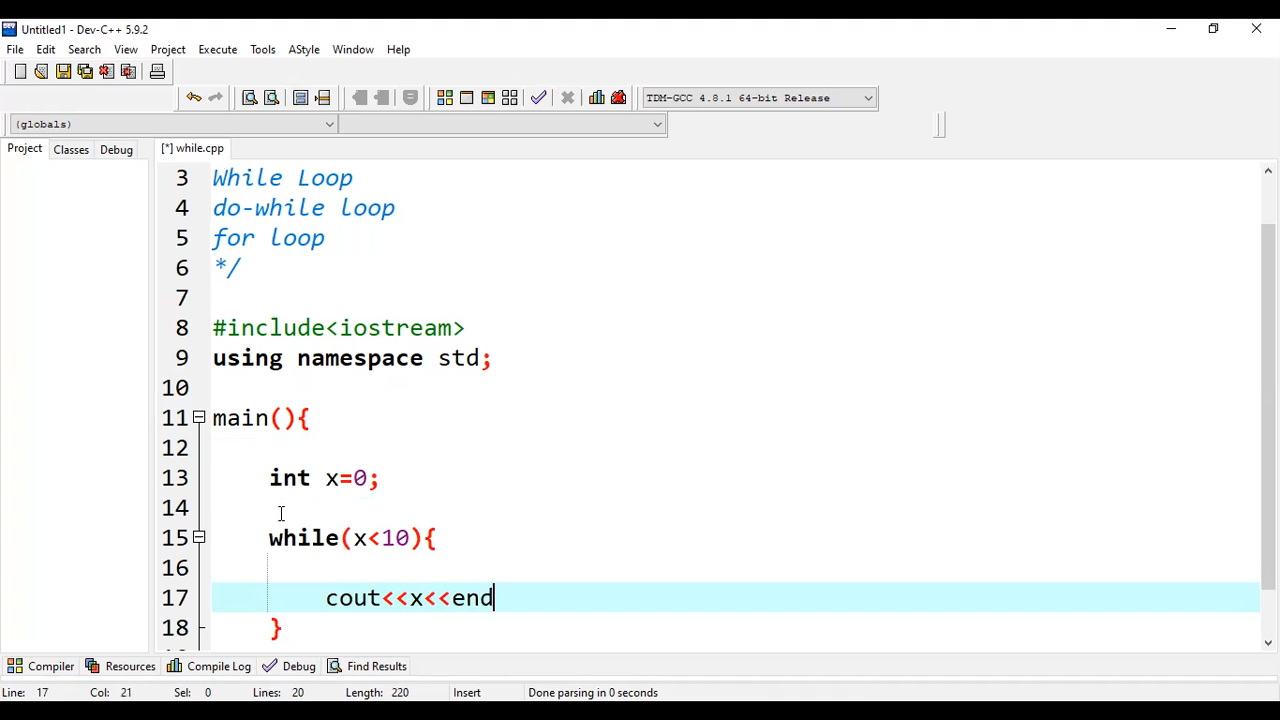 Untitled1 - Dev-C++ 5.9.2
File Edit Search View Project Execute Tools AStyle Window Help
TDM-GCC 4.8.1 64-bit Release
(globals)
Project Classes Debug [*] while.cpp
3 While Loop
4 do-while loop
5 for loop
6 */
7
8 #include<iostream>
9 using namespace std;
10
11 main(){
12
13 int x=0;
14
15 while(x<10){
16
17 cout<<x<<end
18 }
Compiler Resources Compile Log Debug Find Results
Line: 17 Col: 21 Sel: 0 Lines: 20 Length: 220 Insert Done parsing in 0 seconds